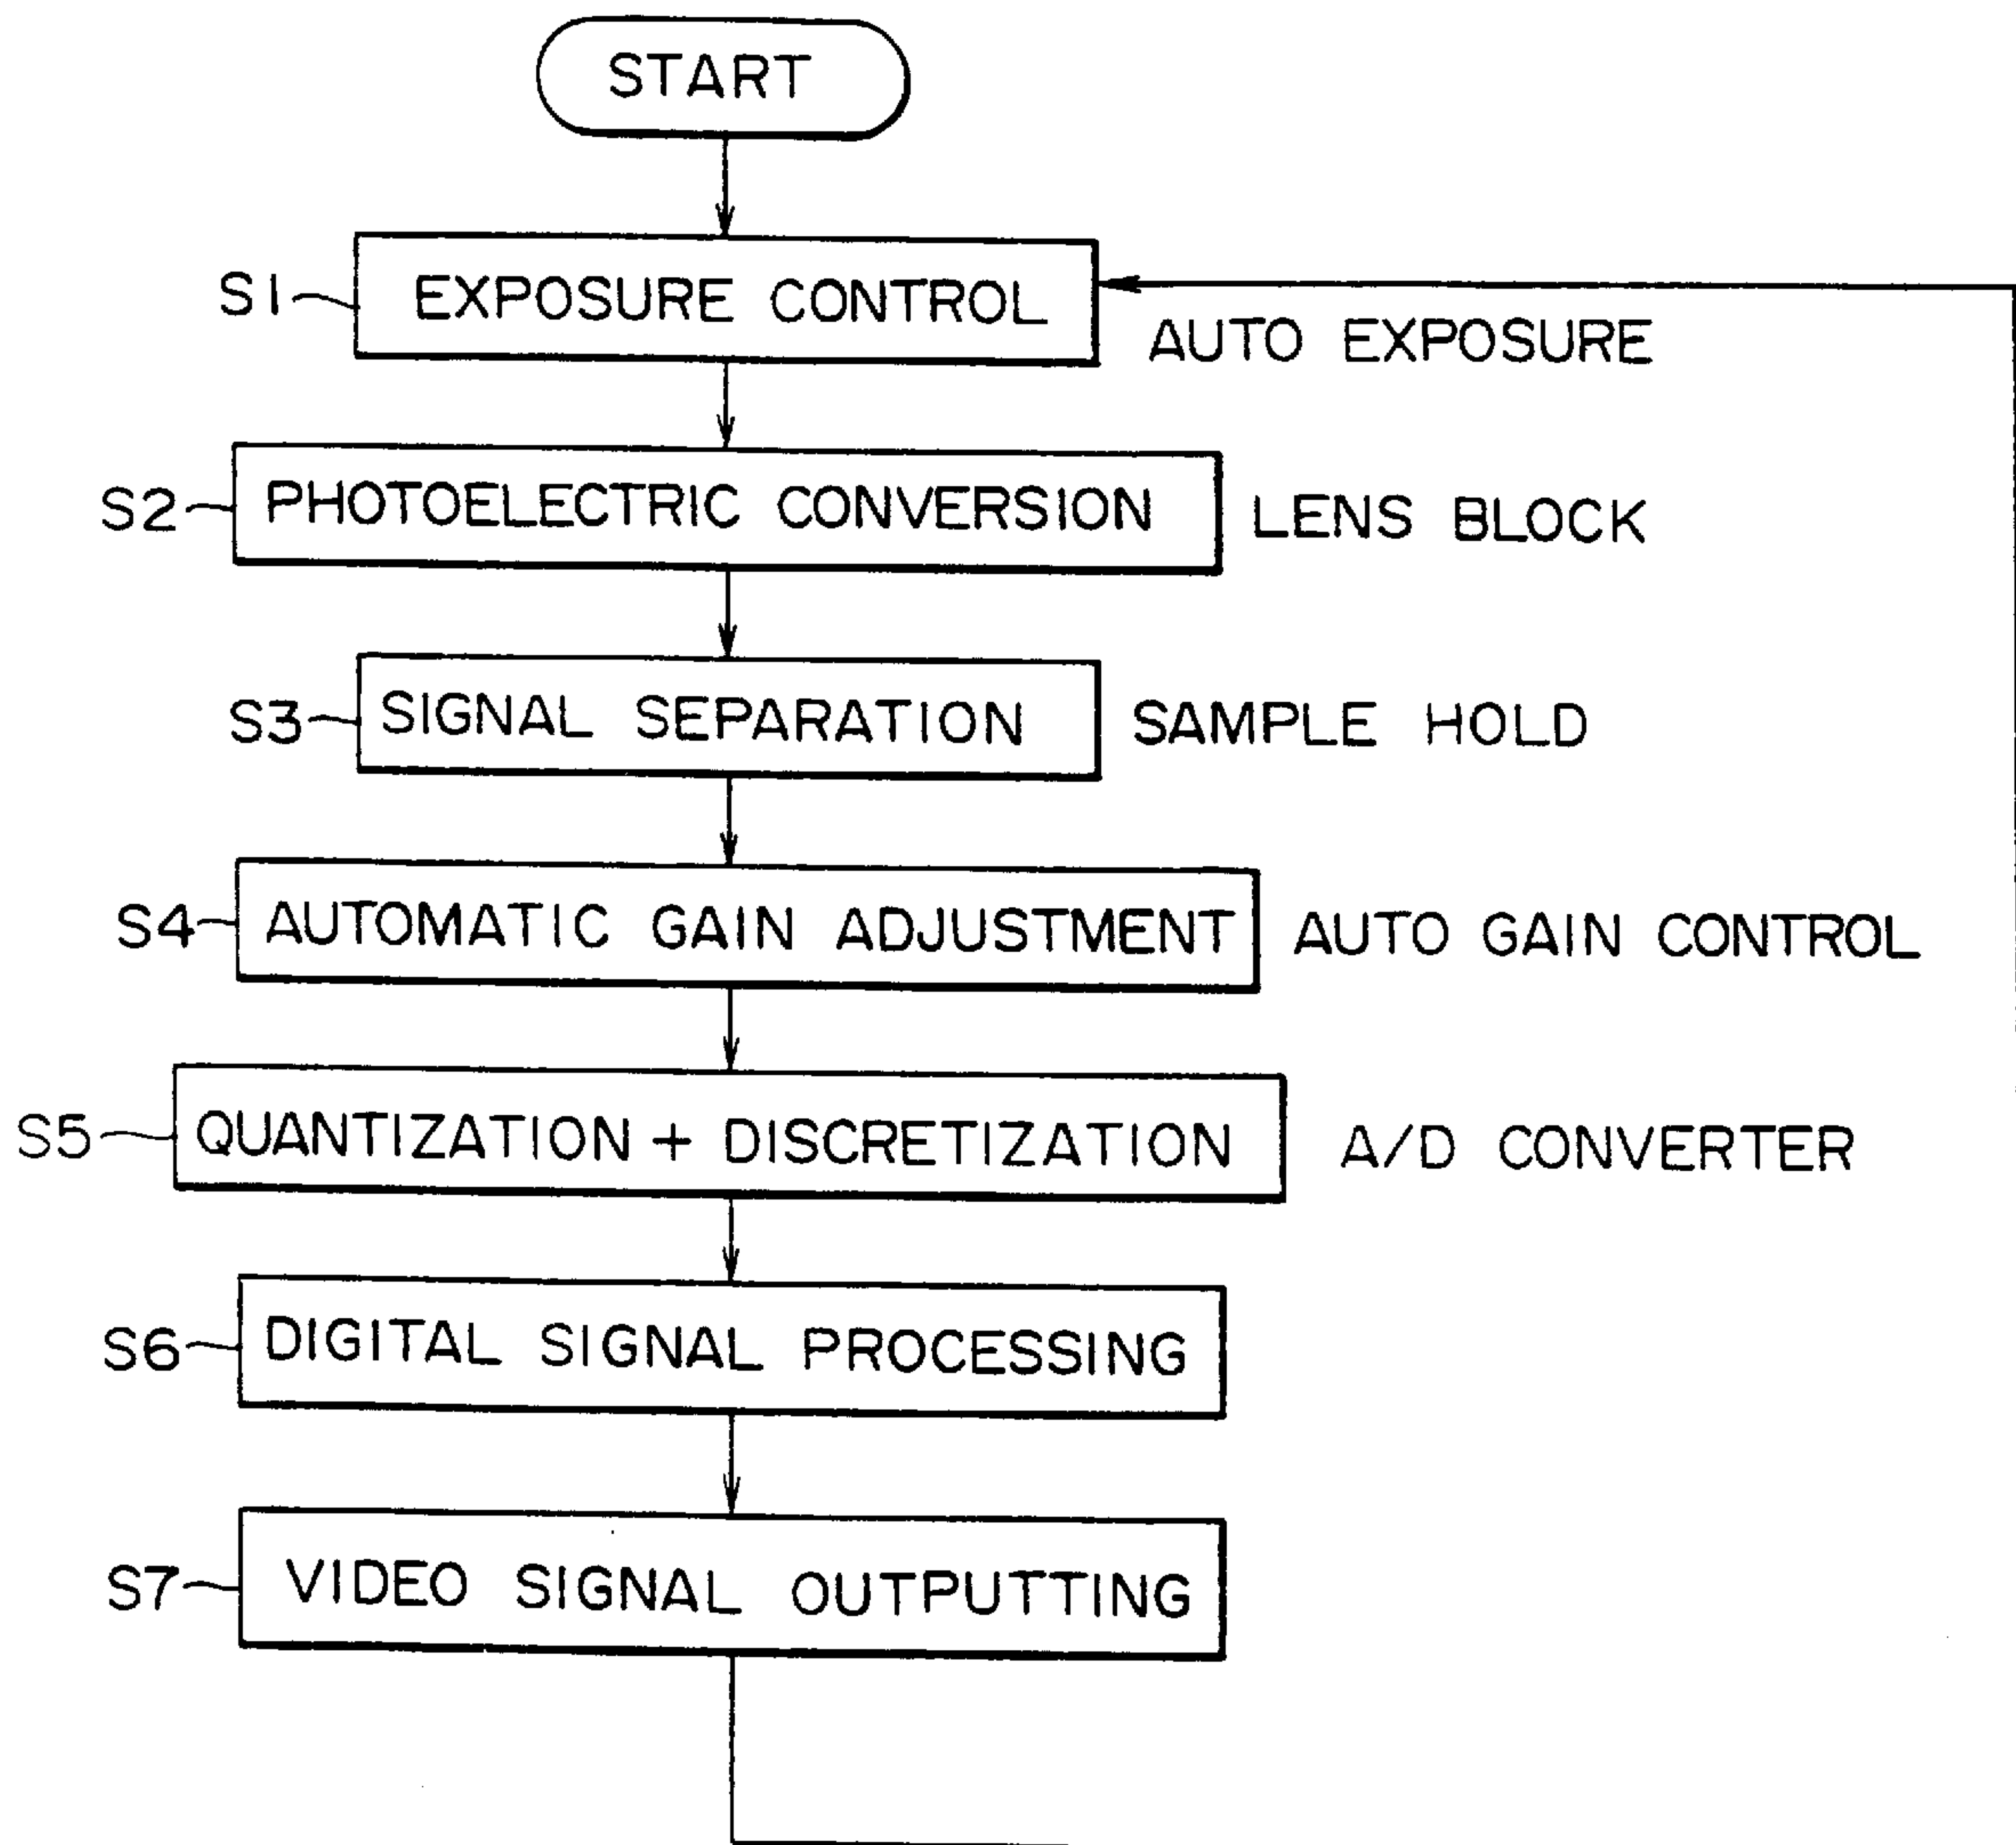 START
S1 EXPOSURE CONTROL
AUTO EXPOSURE
S2 PHOTOELECTRIC CONVERSION LENS BLOCK
S3 SIGNAL SEPARATION SAMPLE HOLD
S4 AUTOMATIC GAIN ADJUSTMENT AUTO GAIN CONTROL
S5 QUANTIZATION + DISCRETIZATION A/D CONVERTER
S6 DIGITAL SIGNAL PROCESSING
S7 VIDEO SIGNAL OUTPUTTING